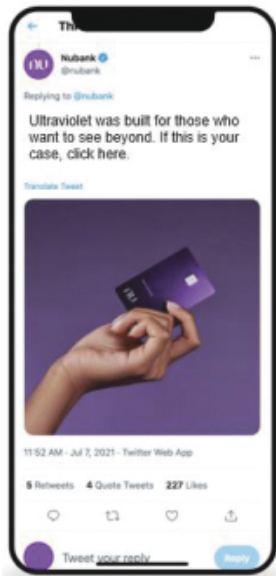 Nubank
@nubank
Replying to @nubank
Ultraviolet was built for those who
want to see beyond. If this is your
case, click here.
Translate Tweet
nu
11:52 AM - Jul 7, 2021 - Twitter Web App
5 Retweets 4 Quote Tweets 227 Likes
Tweet your reply
Reply